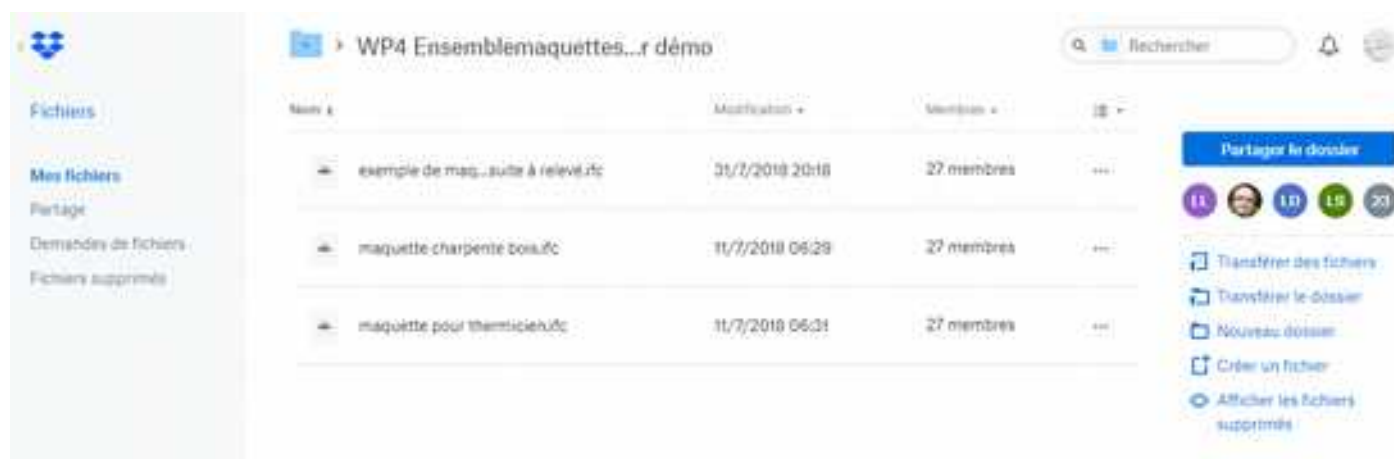 WP4 Ensemblemaquettes...r démo
Rechercher
Fichiers
Mes fichiers
Partage
Demandes de fichiers
Fichiers supprimés
Nom
Modification
Membres
exemple de maq...suite à relevé.ifc
31/7/2018 20:18
27 membres
maquette charpente bois.ifc
11/7/2018 06:29
27 membres
maquette pour thermicien.ifc
11/7/2018 06:31
27 membres
Partager le dossier
LL
LD
LS
23
Transférer des fichiers
Transférer le dossier
Nouveau dossier
Créer un fichier
Afficher les fichiers
supprimés